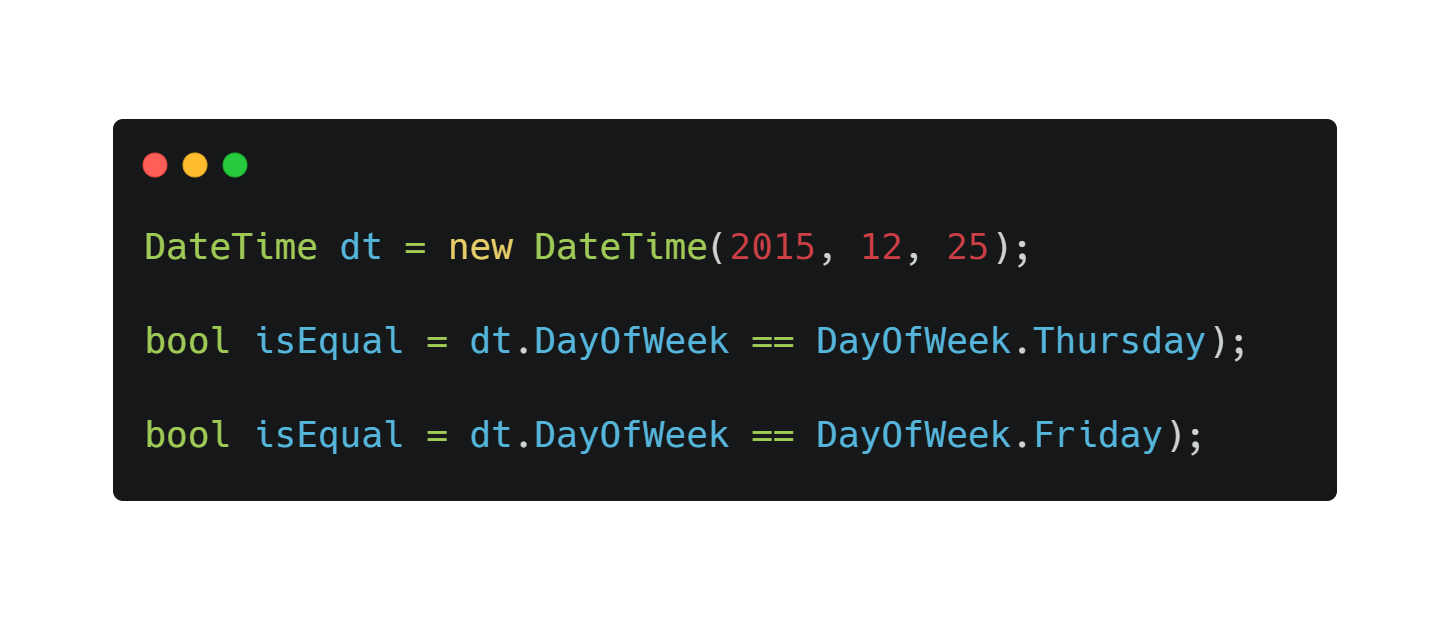 DateTime dt = new DateTime(2015, 12, 25);
bool isEqual = dt.DayOfWeek == DayOfWeek.Thursday);
bool isEqual = dt.DayOfWeek == DayOfWeek.Friday);